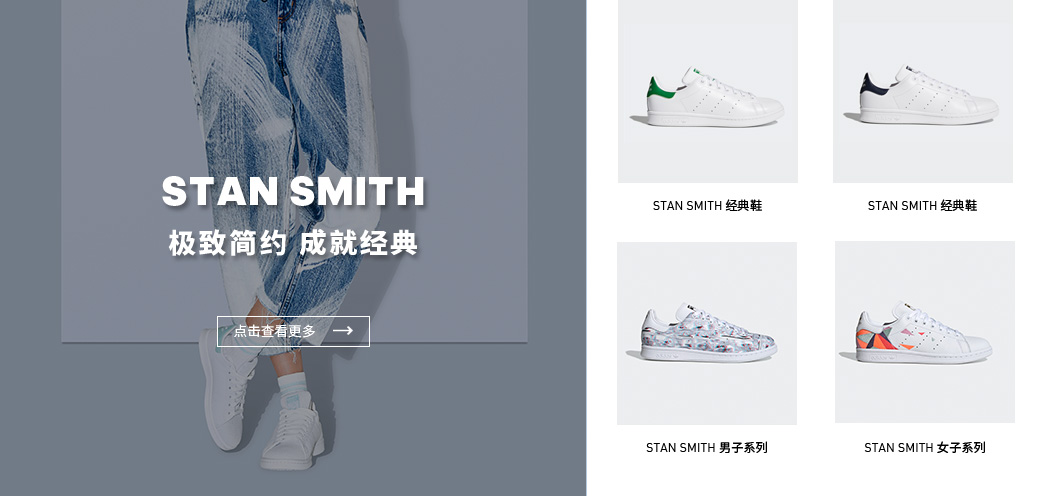 STAN SMITH
极致简约 成就经典
点击查看更多 →
STAN SMITH 经典鞋
STAN SMITH 经典鞋
STAN SMITH 男子系列
STAN SMITH 女子系列